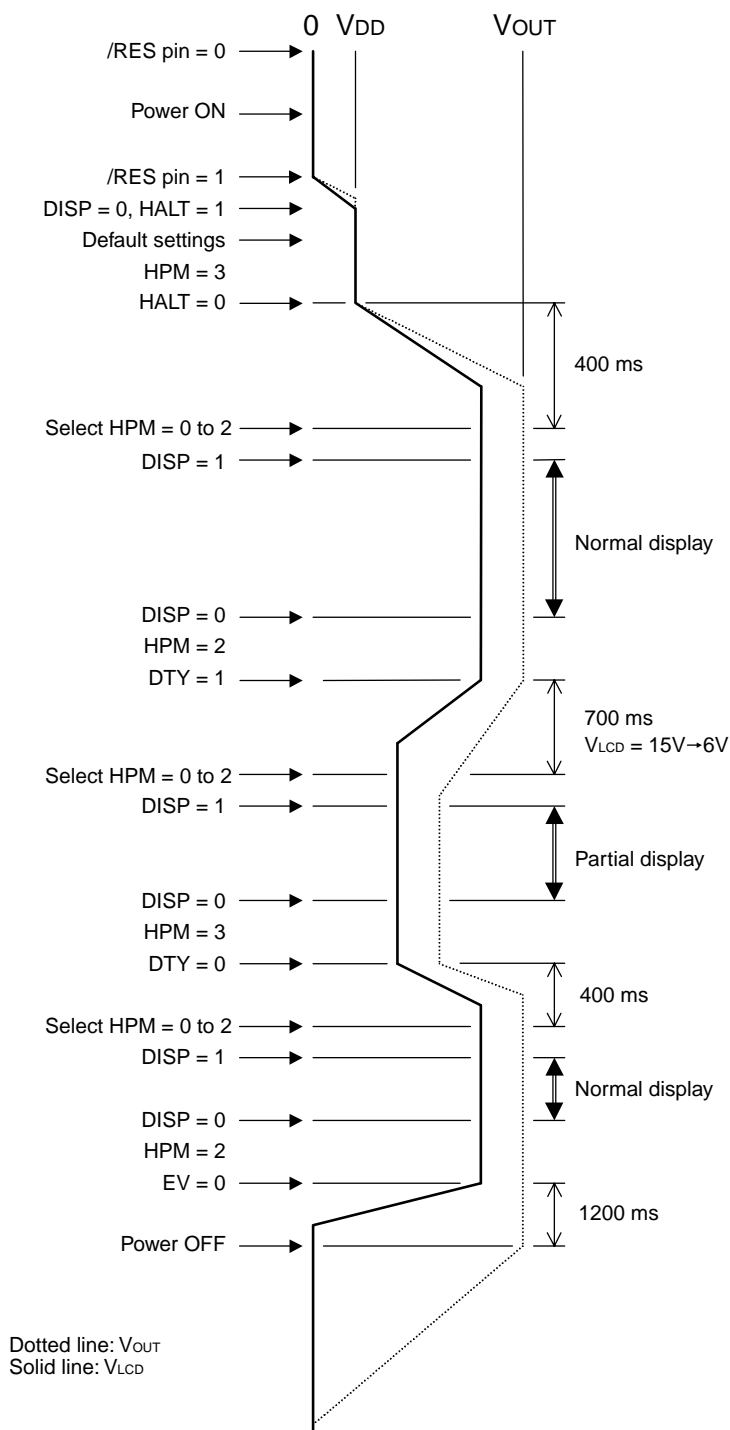 0 VDD VOUT
/RES pin = 0
Power ON
/RES pin = 1
DISP = 0, HALT = 1
Default settings
HPM = 3
HALT = 0
400 ms
Select HPM = 0 to 2
DISP = 1
Normal display
DISP = 0
HPM = 2
DTY = 1
700 ms
VLCD = 15V→6V
Select HPM = 0 to 2
DISP = 1
Partial display
DISP = 0
HPM = 3
DTY = 0
400 ms
Select HPM = 0 to 2
DISP = 1
Normal display
DISP = 0
HPM = 2
EV = 0
1200 ms
Power OFF
Dotted line: VOUT
Solid line: VLCD